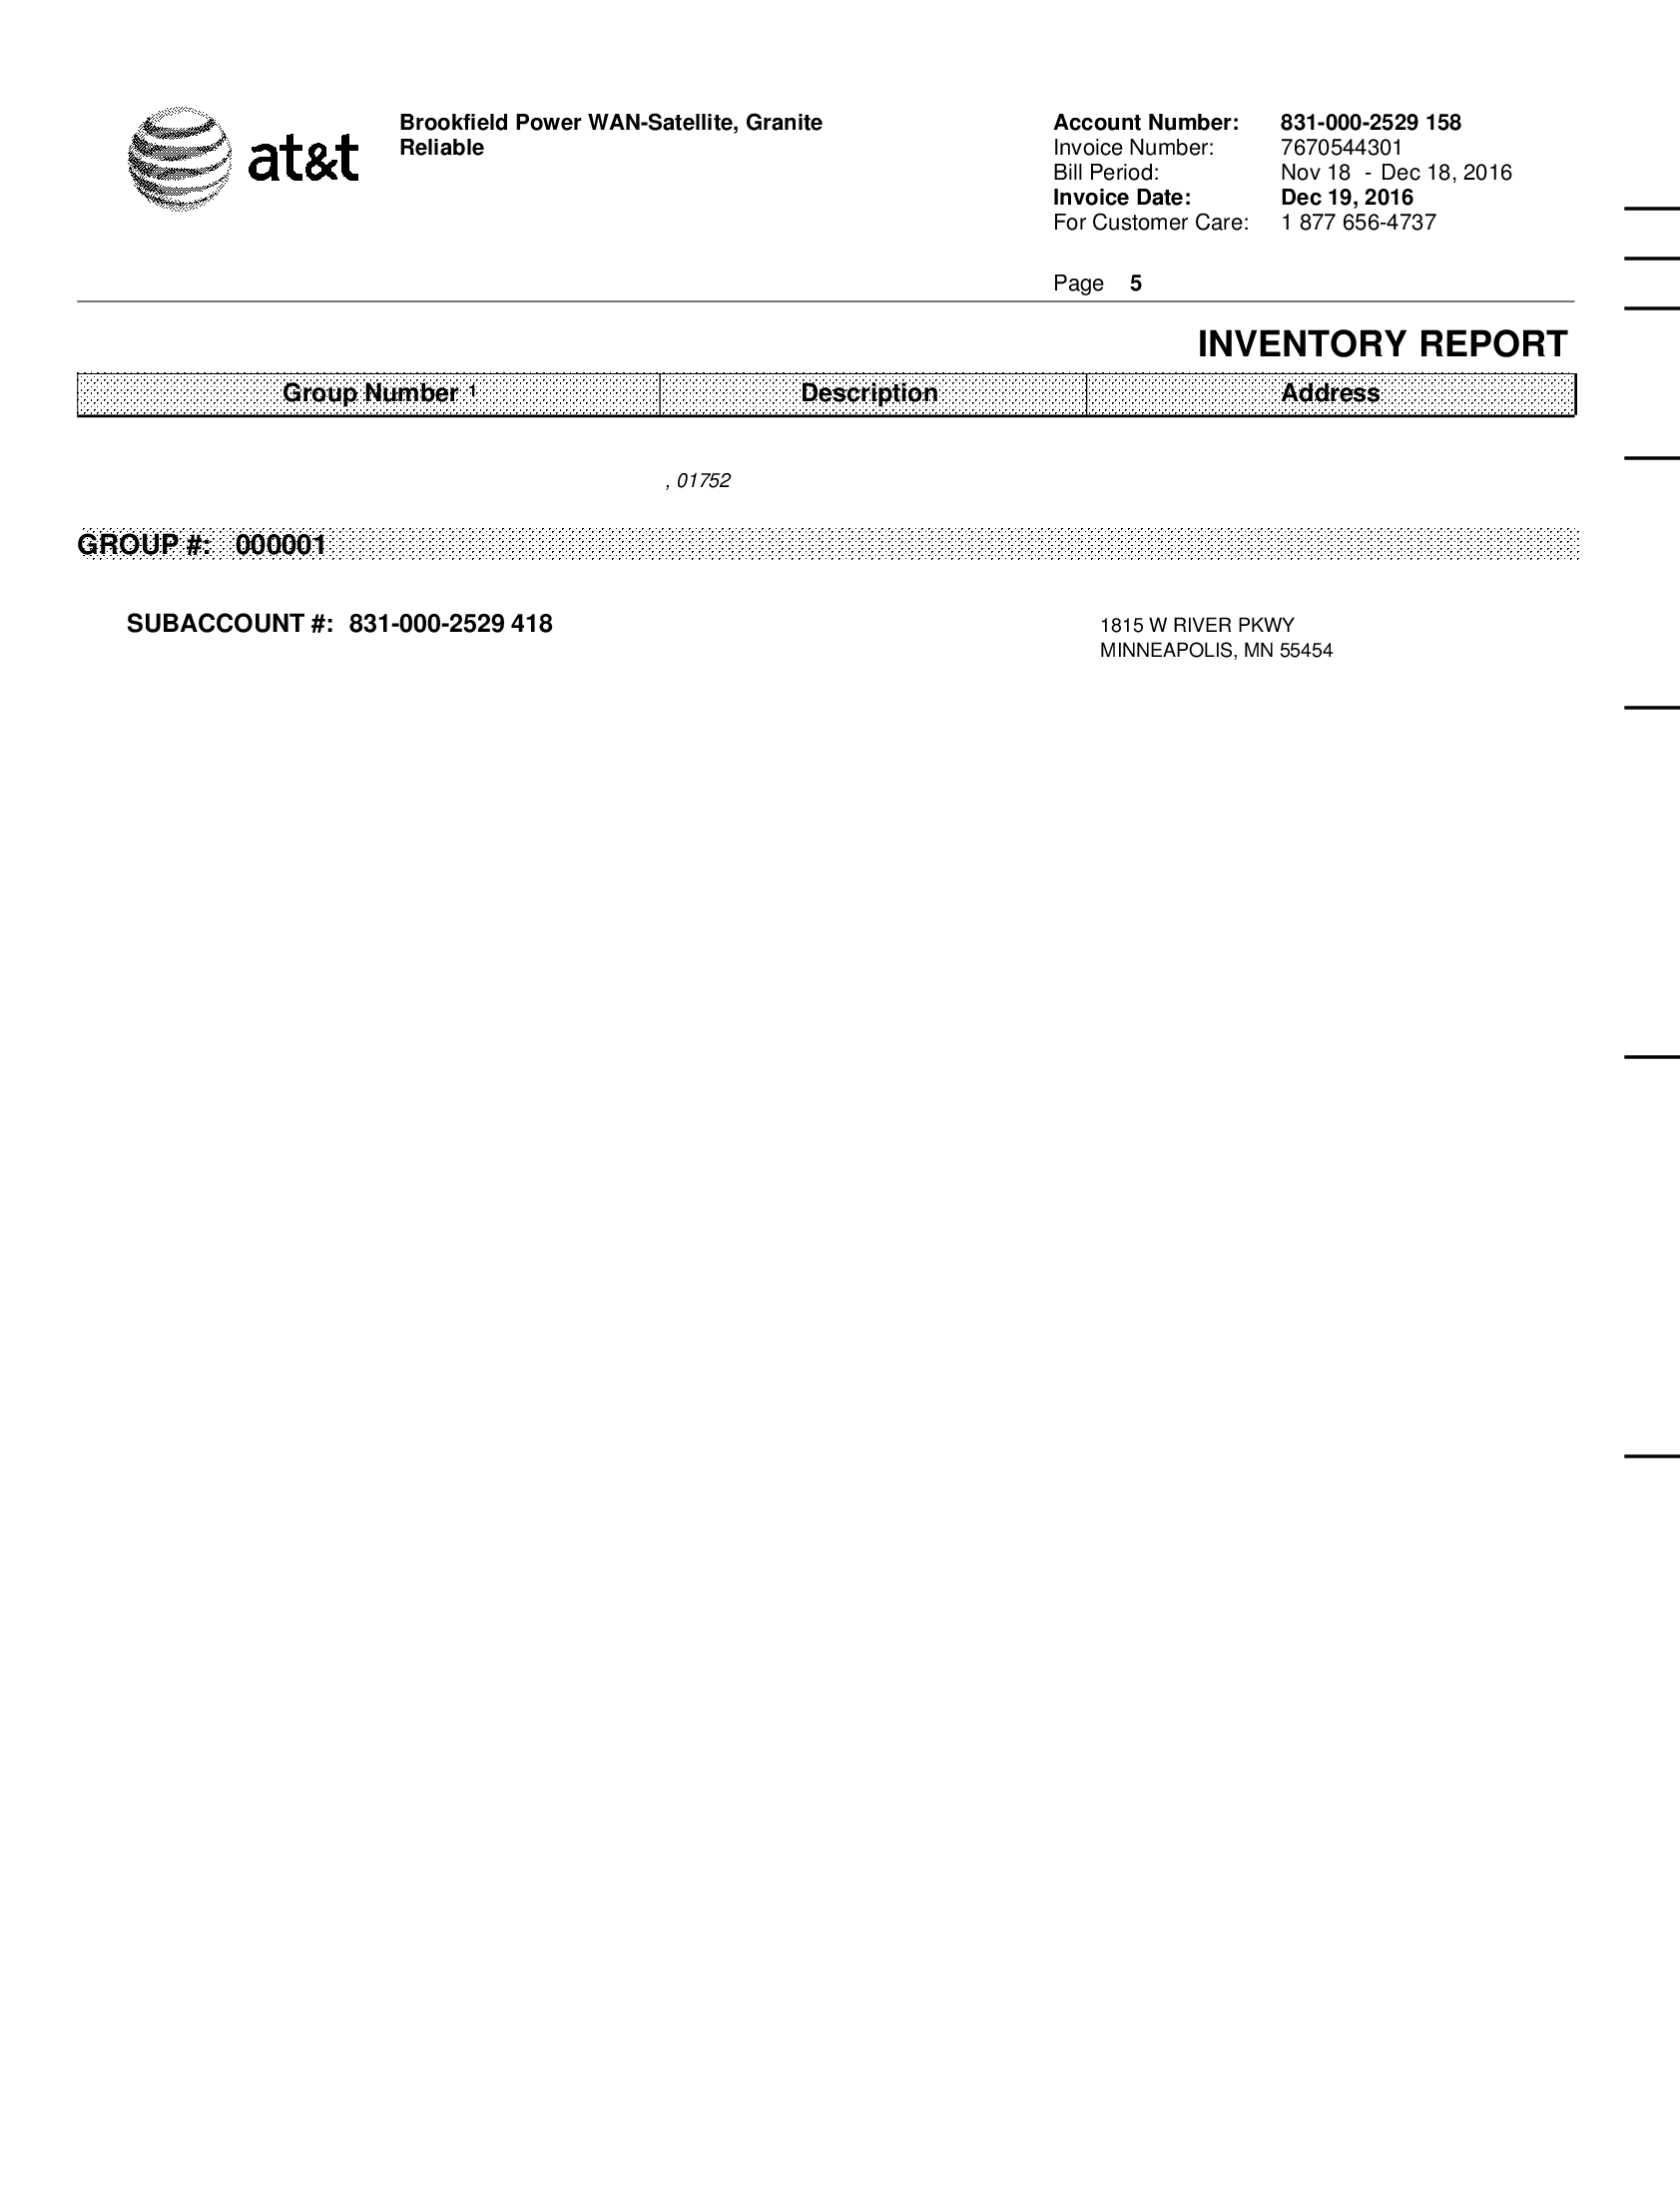 at&t
Brookfield Power WAN-Satellite, Granite
Reliable
Account Number: 831-000-2529 158
Invoice Number: 7670544301
Bill Period: Nov 18 - Dec 18, 2016
Invoice Date: Dec 19, 2016
For Customer Care: 1 877 656-4737
Page 5
INVENTORY REPORT
Group Number 1 Description Address
, 01752
GROUP #: 000001
SUBACCOUNT #: 831-000-2529 418 1815 W RIVER PKWY
MINNEAPOLIS, MN 55454